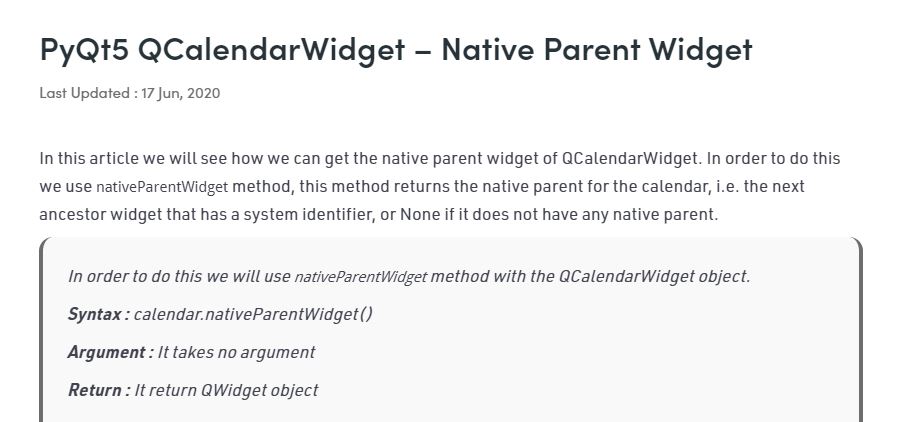 PyQt5 QCalendarWidget – Native Parent Widget
Last Updated : 17 Jun, 2020
In this article we will see how we can get the native parent widget of QCalendarWidget. In order to do this
we use nativeParentWidget method, this method returns the native parent for the calendar, i.e. the next
ancestor widget that has a system identifier, or None if it does not have any native parent.
In order to do this we will use nativeParentWidget method with the QCalendarWidget object.
Syntax : calendar.nativeParentWidget()
Argument : It takes no argument
Return : It return QWidget object